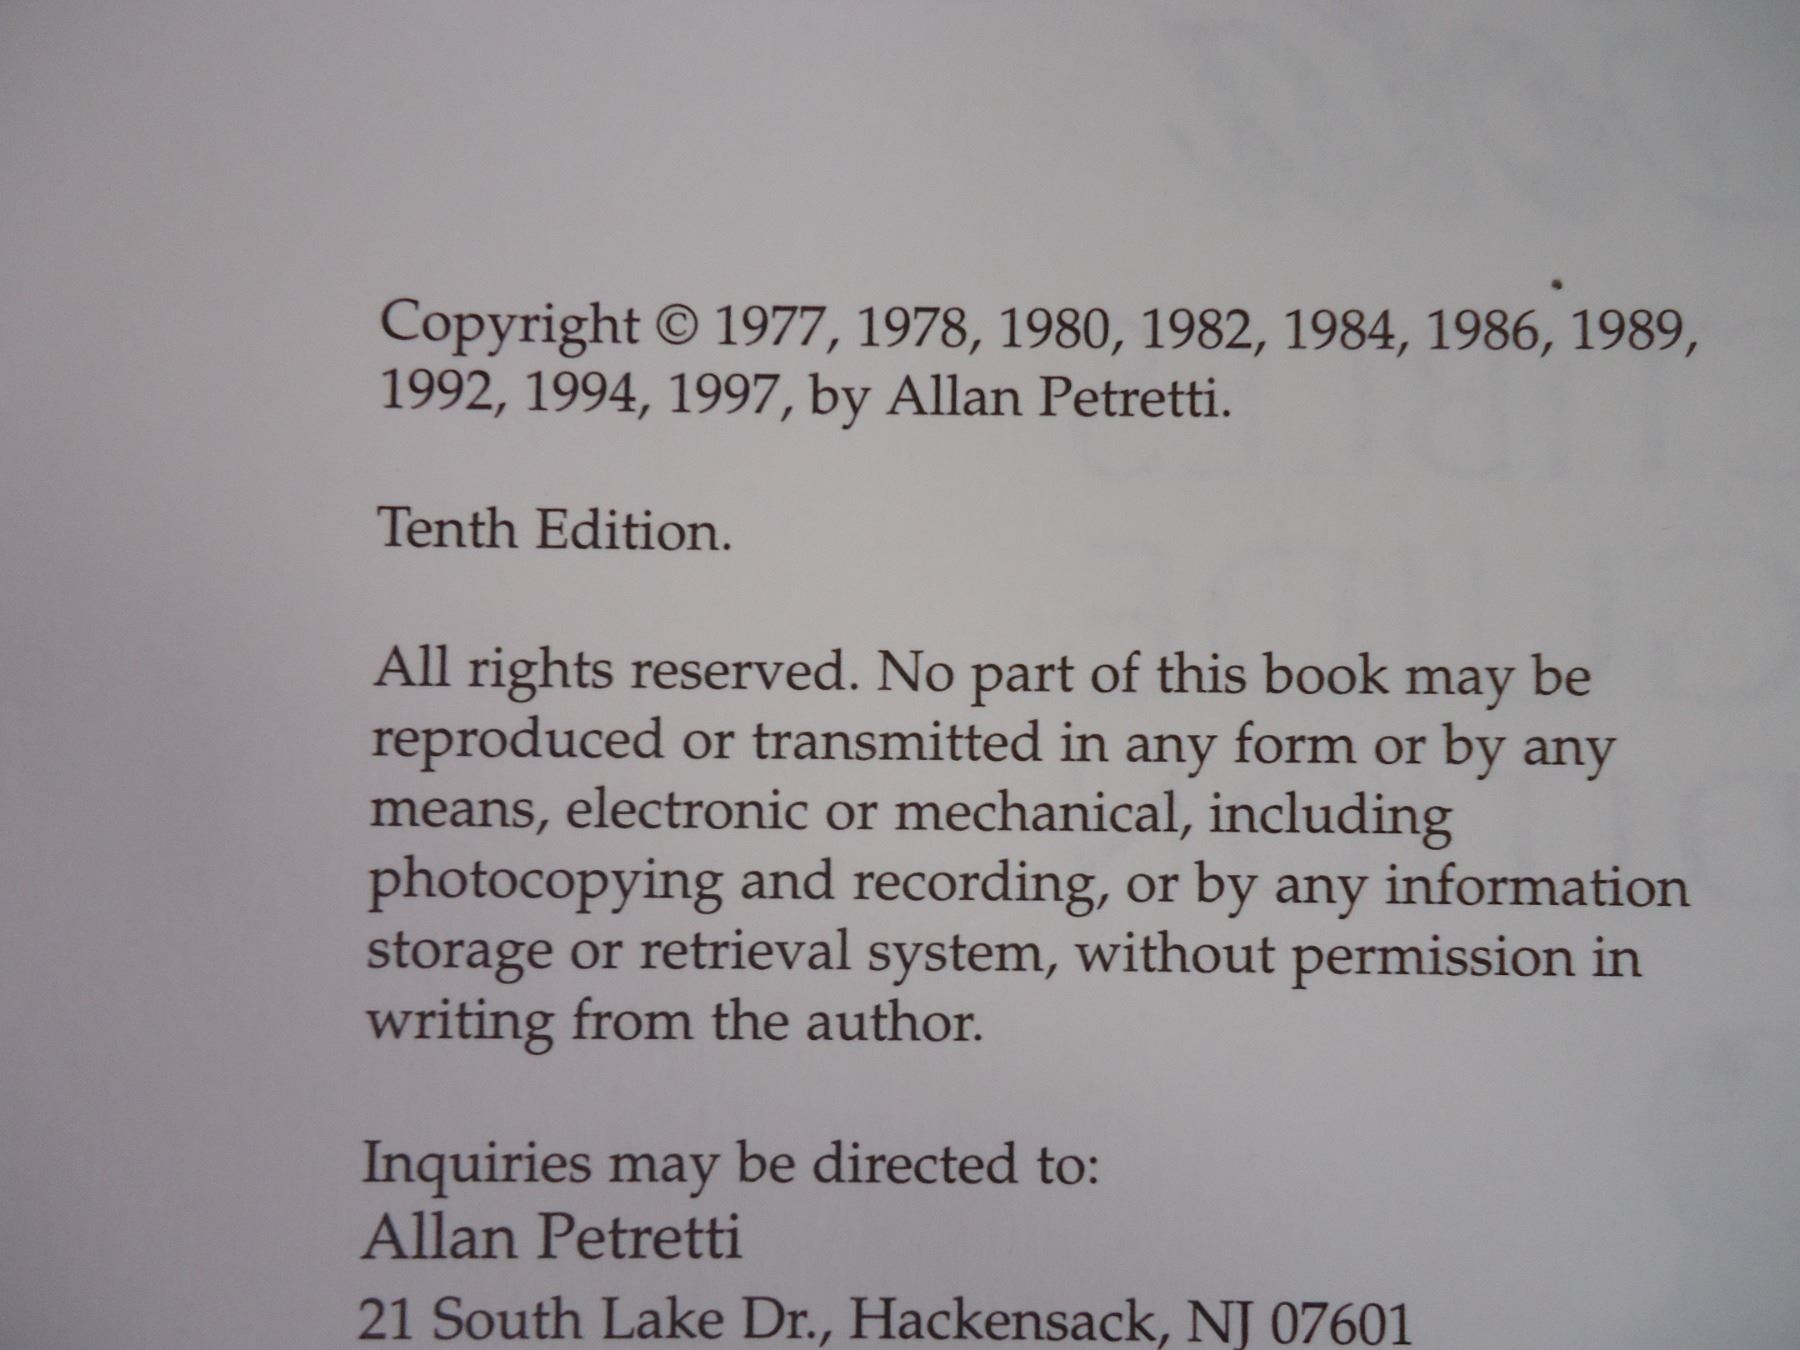 Copyright © 1977, 1978, 1980, 1982, 1984, 1986, 1989,
1992, 1994, 1997, by Allan Petretti.
Tenth Edition.
All rights reserved. No part of this book may be
reproduced or transmitted in any form or by any
means, electronic or mechanical, including
photocopying and recording, or by any information
storage or retrieval system, without permission in
writing from the author.
Inquiries may be directed to:
Allan Petretti
21 South Lake Dr., Hackensack, NJ 07601